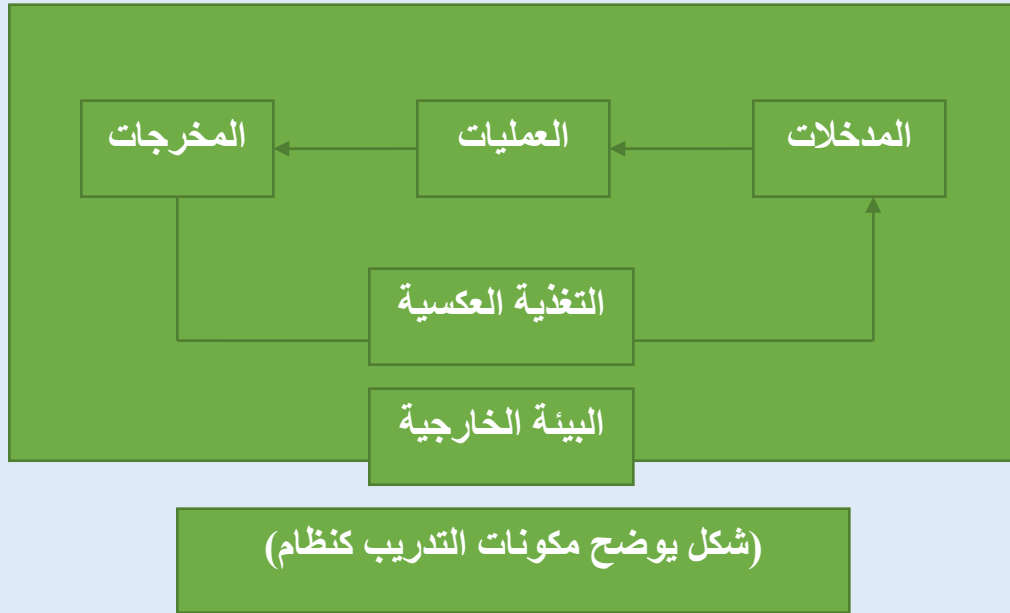 المدخلات
العمليات
المخرجات
التغذية العكسية
البيئة الخارجية
(شكل يوضح مكونات التدريب كنظام)